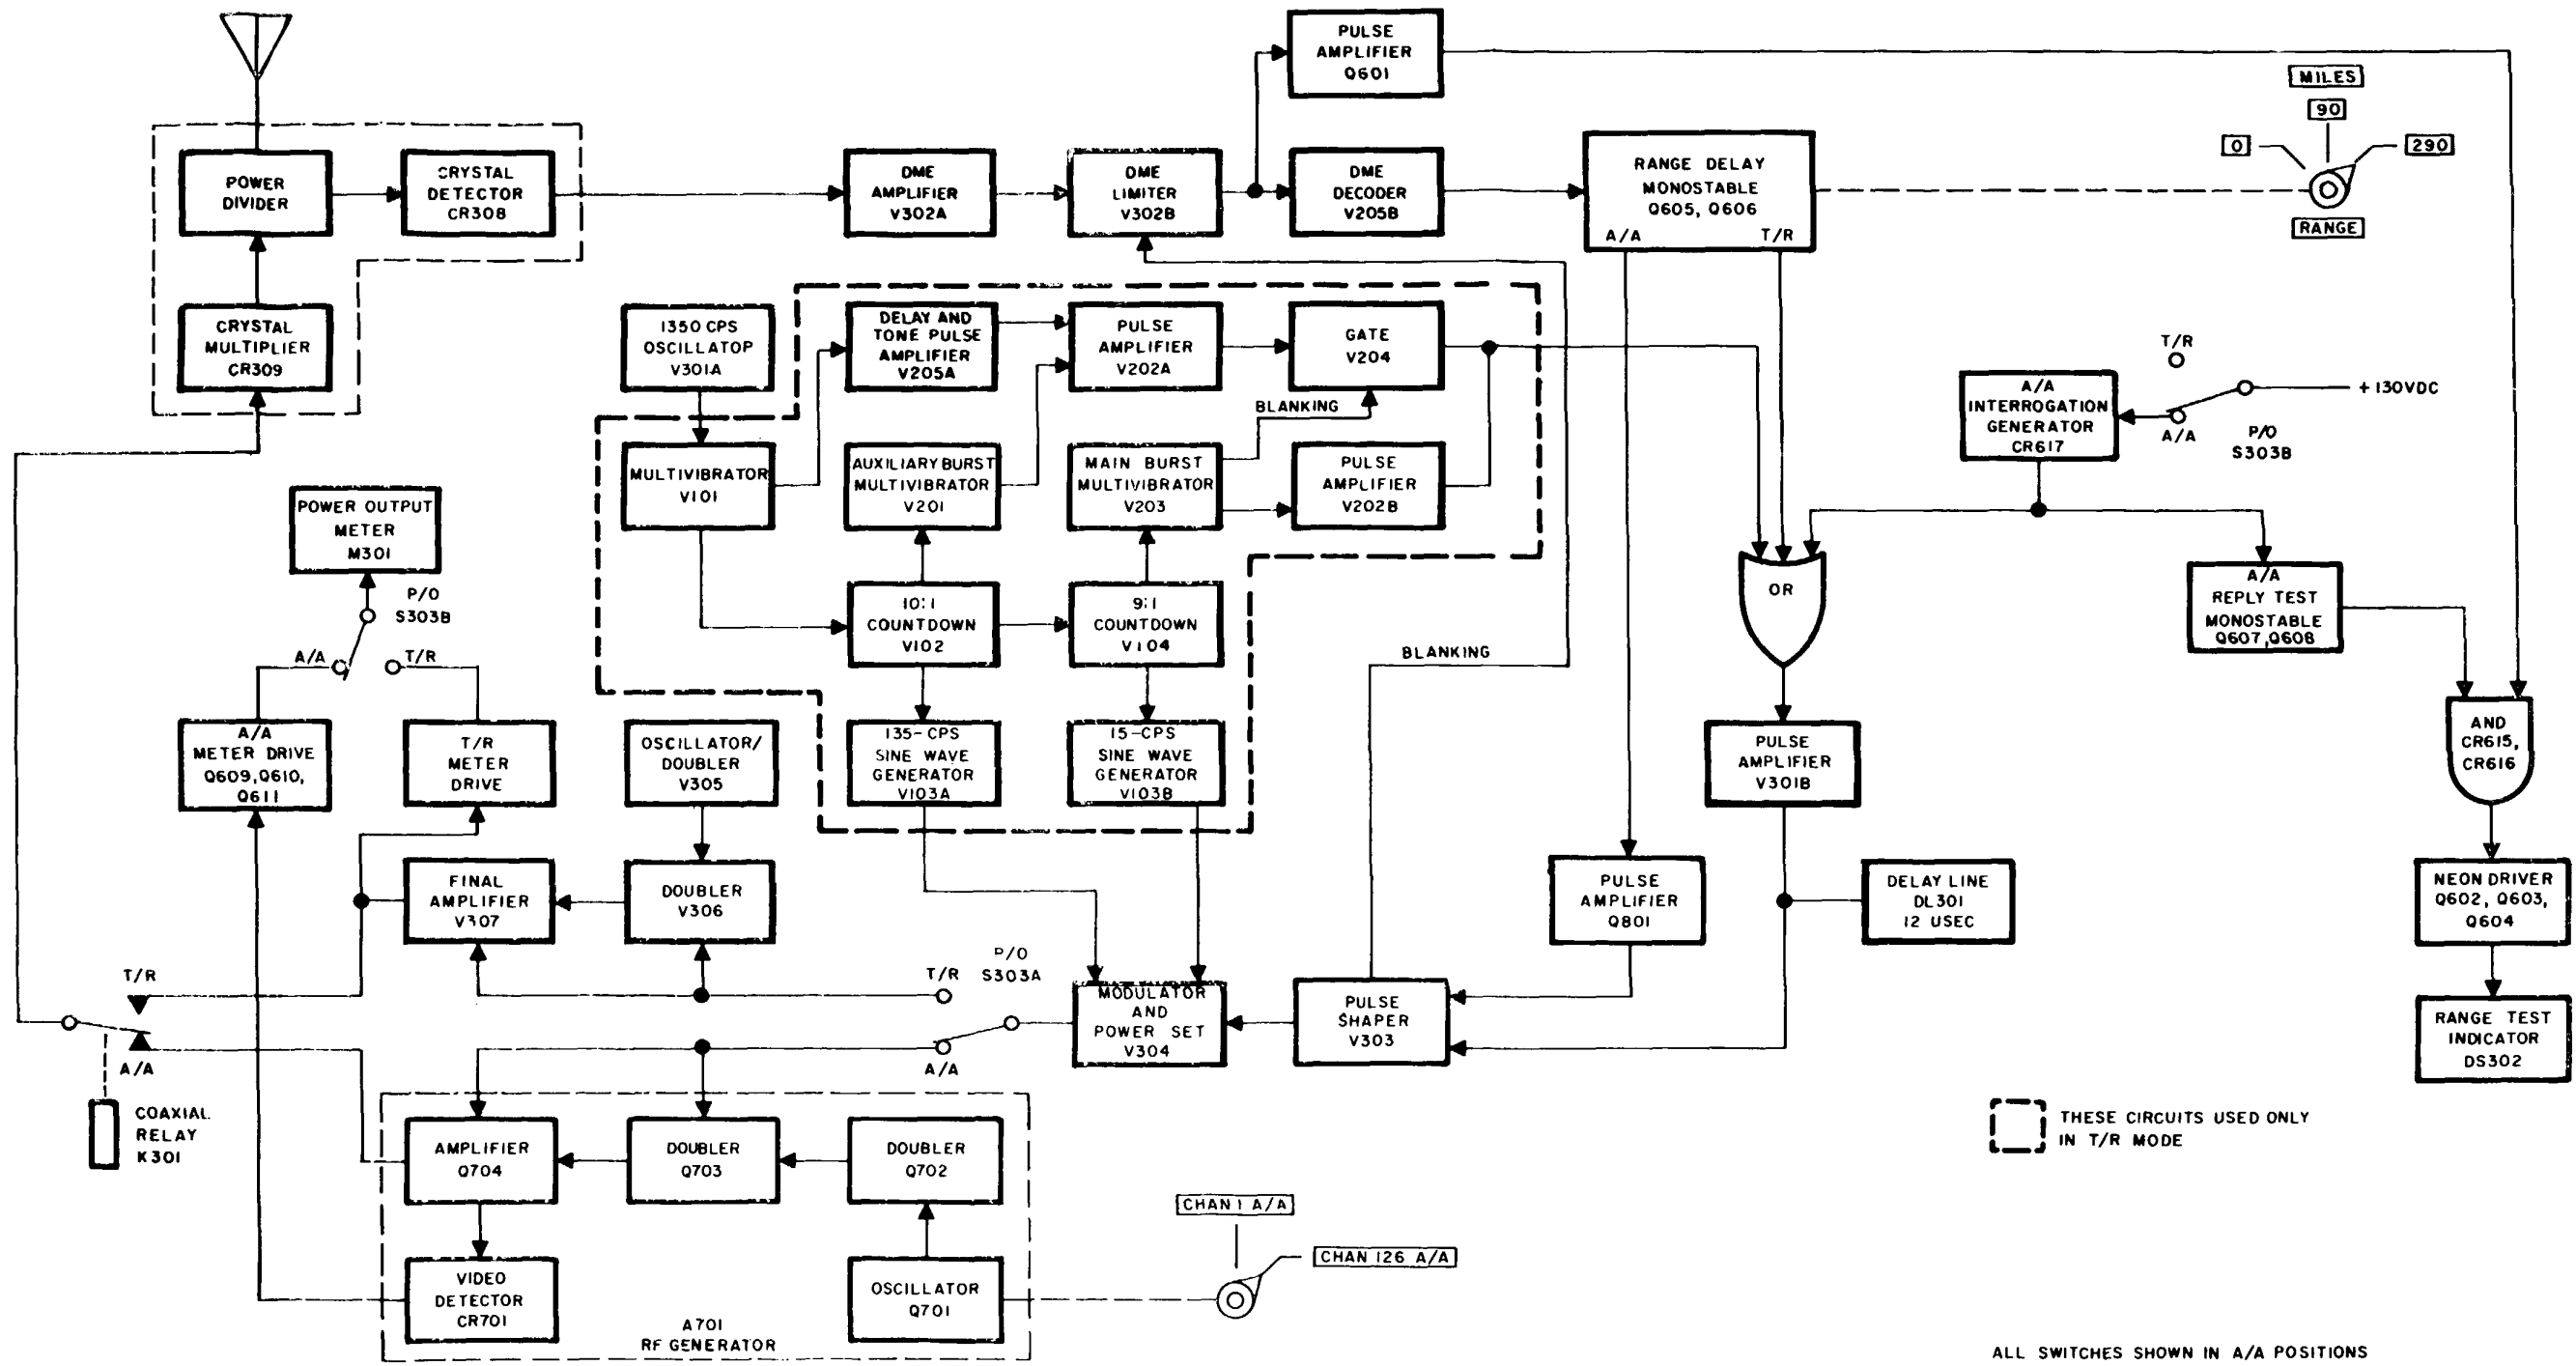 PULSE
AMPLIFIER
Q601
MILES
90
0
290
RANGE
POWER
DIVIDER
CRYSTAL
DETECTOR
CR308
DME
AMPLIFIER
V302A
DME
LIMITER
V302B
DME
DECODER
V205B
RANGE DELAY
MONOSTABLE
Q605, Q606
A/A
T/R
CRYSTAL
MULTIPLIER
CR309
1350 CPS
OSCILLATOR
V301A
DELAY AND
TONE PULSE
AMPLIFIER
V205A
PULSE
AMPLIFIER
V202A
GATE
V204
BLANKING
T/R
A/A
INTERROGATION
GENERATOR
CR617
+130VDC
A/A
P/O
S303B
MULTIVIBRATOR
V101
AUXILIARY BURST
MULTIVIBRATOR
V201
MAIN BURST
MULTIVIBRATOR
V203
PULSE
AMPLIFIER
V202B
POWER OUTPUT
METER
M301
P/O
S303B
A/A
T/R
10:1
COUNTDOWN
V102
9:1
COUNTDOWN
V104
BLANKING
OR
A/A
REPLY TEST
MONOSTABLE
Q607,Q608
A/A
METER DRIVE
Q609,Q610,
Q611
T/R
METER
DRIVE
OSCILLATOR/
DOUBLER
V305
135-CPS
SINE WAVE
GENERATOR
V103A
15-CPS
SINE WAVE
GENERATOR
V103B
PULSE
AMPLIFIER
V301B
AND
CR615,
CR616
FINAL
AMPLIFIER
V307
DOUBLER
V306
PULSE
AMPLIFIER
Q801
DELAY LINE
DL301
12 USEC
NEON DRIVER
Q602, Q603,
Q604
T/R
T/R
P/O
S303A
MODULATOR
AND
POWER SET
V304
PULSE
SHAPER
V303
RANGE TEST
INDICATOR
DS302
A/A
A/A
COAXIAL
RELAY
K301
AMPLIFIER
Q704
DOUBLER
Q703
DOUBLER
Q702
THESE CIRCUITS USED ONLY
IN T/R MODE
CHAN 1 A/A
CHAN 126 A/A
VIDEO
DETECTOR
CR701
OSCILLATOR
Q701
A701
RF GENERATOR
ALL SWITCHES SHOWN IN A/A POSITIONS